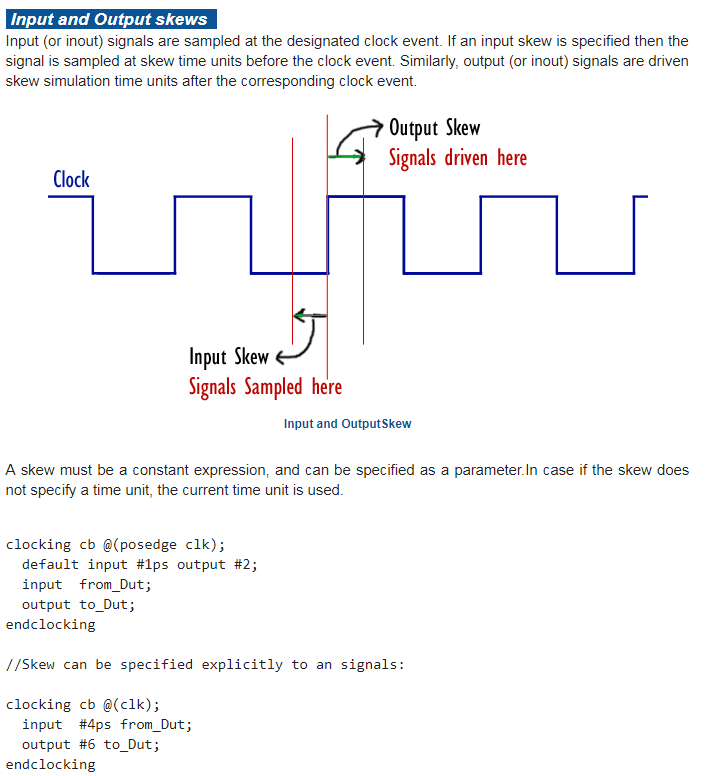 Input and Output skews
Input (or inout) signals are sampled at the designated clock event. If an input skew is specified then the
signal is sampled at skew time units before the clock event. Similarly, output (or inout) signals are driven
skew simulation time units after the corresponding clock event.
Output Skew
Signals driven here
Clock
Input Skew
Signals Sampled here
Input and OutputSkew
A skew must be a constant expression, and can be specified as a parameter.In case if the skew does
not specify a time unit, the current time unit is used.
clocking cb @(posedge clk);
  default input #1ps output #2;
  input  from_Dut;
  output to_Dut;
endclocking
//Skew can be specified explicitly to an signals:
clocking cb @(clk);
  input  #4ps from_Dut;
  output #6 to_Dut;
endclocking